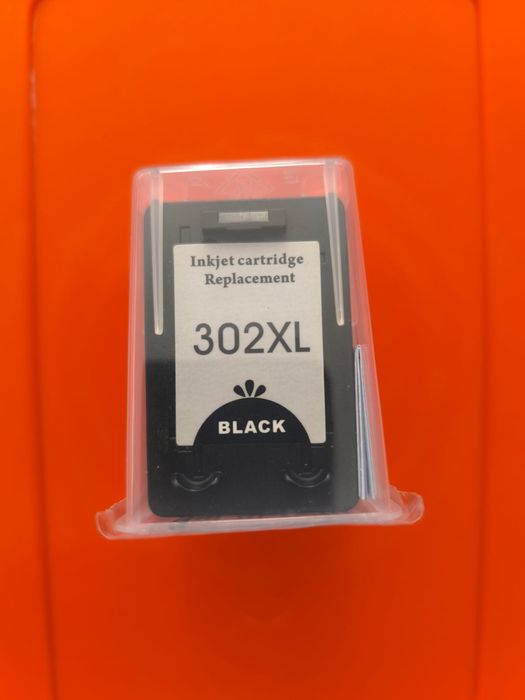 Inkjet cartridge
Replacement
302XL
BLACK